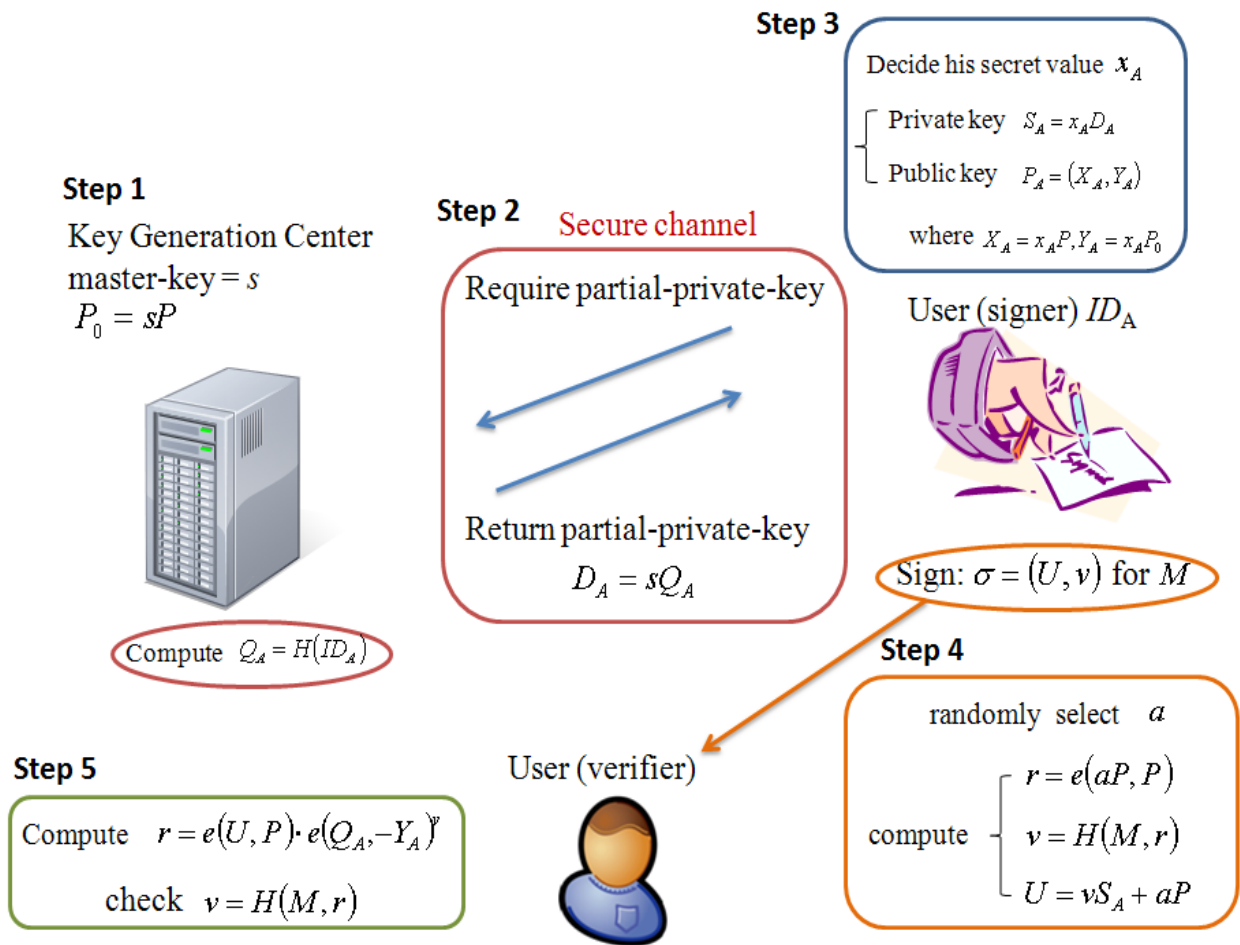 Step 1
Key Generation Center
master-key = s
P₀ = sP
Compute Q_A = H(ID_A)
Step 2
Secure channel
Require partial-private-key
Return partial-private-key
D_A = sQ_A
Step 3
Decide his secret value x_A
Private key S_A = x_A D_A
Public key P_A = (X_A, Y_A)
where X_A = x_A P, Y_A = x_A P₀
User (signer) ID_A
Sign: σ = (U, v) for M
Step 4
randomly select a
compute
r = e(aP, P)
v = H(M, r)
U = vS_A + aP
User (verifier)
Step 5
Compute r = e(U, P) · e(Q_A, -Y_A)^v
check v = H(M, r)